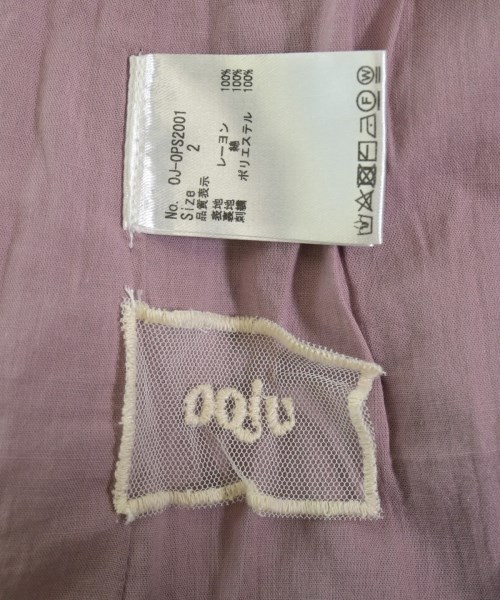 No. OJ-OPS2001
Size 2
品質表示
表地 レーヨン 100%
裏地 綿 100%
刺繍 ポリエステル 100%
F W
ooju